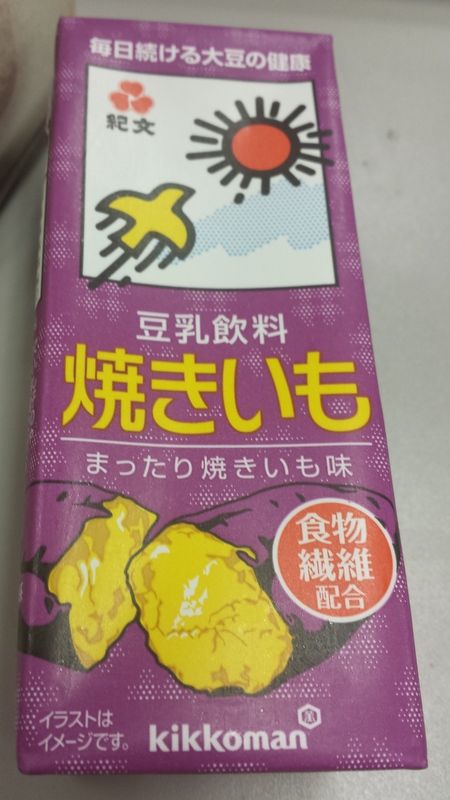 毎日続ける大豆の健康
紀文
豆乳飲料
焼きいも
まったり焼きいも味
食物
繊維
配合
イラストは
イメージです。
kikkoman